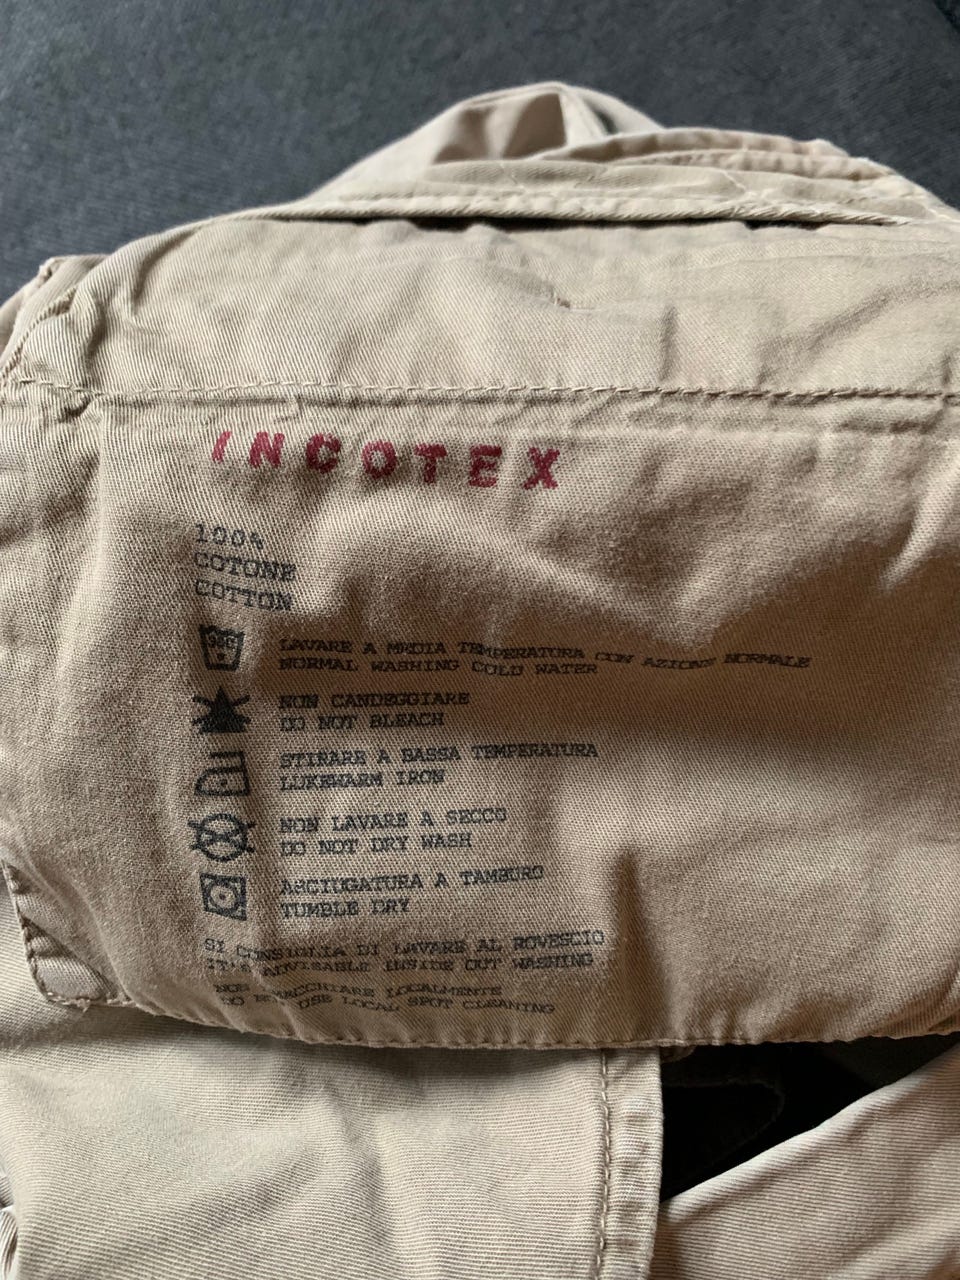 INCOTEX
100%
COTONE
COTTON
30C
LAVARE A MEDIA TEMPERATURA CON AZIONE NORMALE
NORMAL WASHING COLD WATER
NON CANDEGGIARE
DO NOT BLEACH
STIRARE A BASSA TEMPERATURA
LUKEWARM IRON
NON LAVARE A SECCO
DO NOT DRY WASH
ASCIUGATURA A TAMBURO
TUMBLE DRY
SI CONSIGLIA DI LAVARE AL ROVESCIO
IT'S ADVISABLE INSIDE OUT WASHING
NON SMACCHIARE LOCALMENTE
DO NOT USE LOCAL SPOT CLEANING